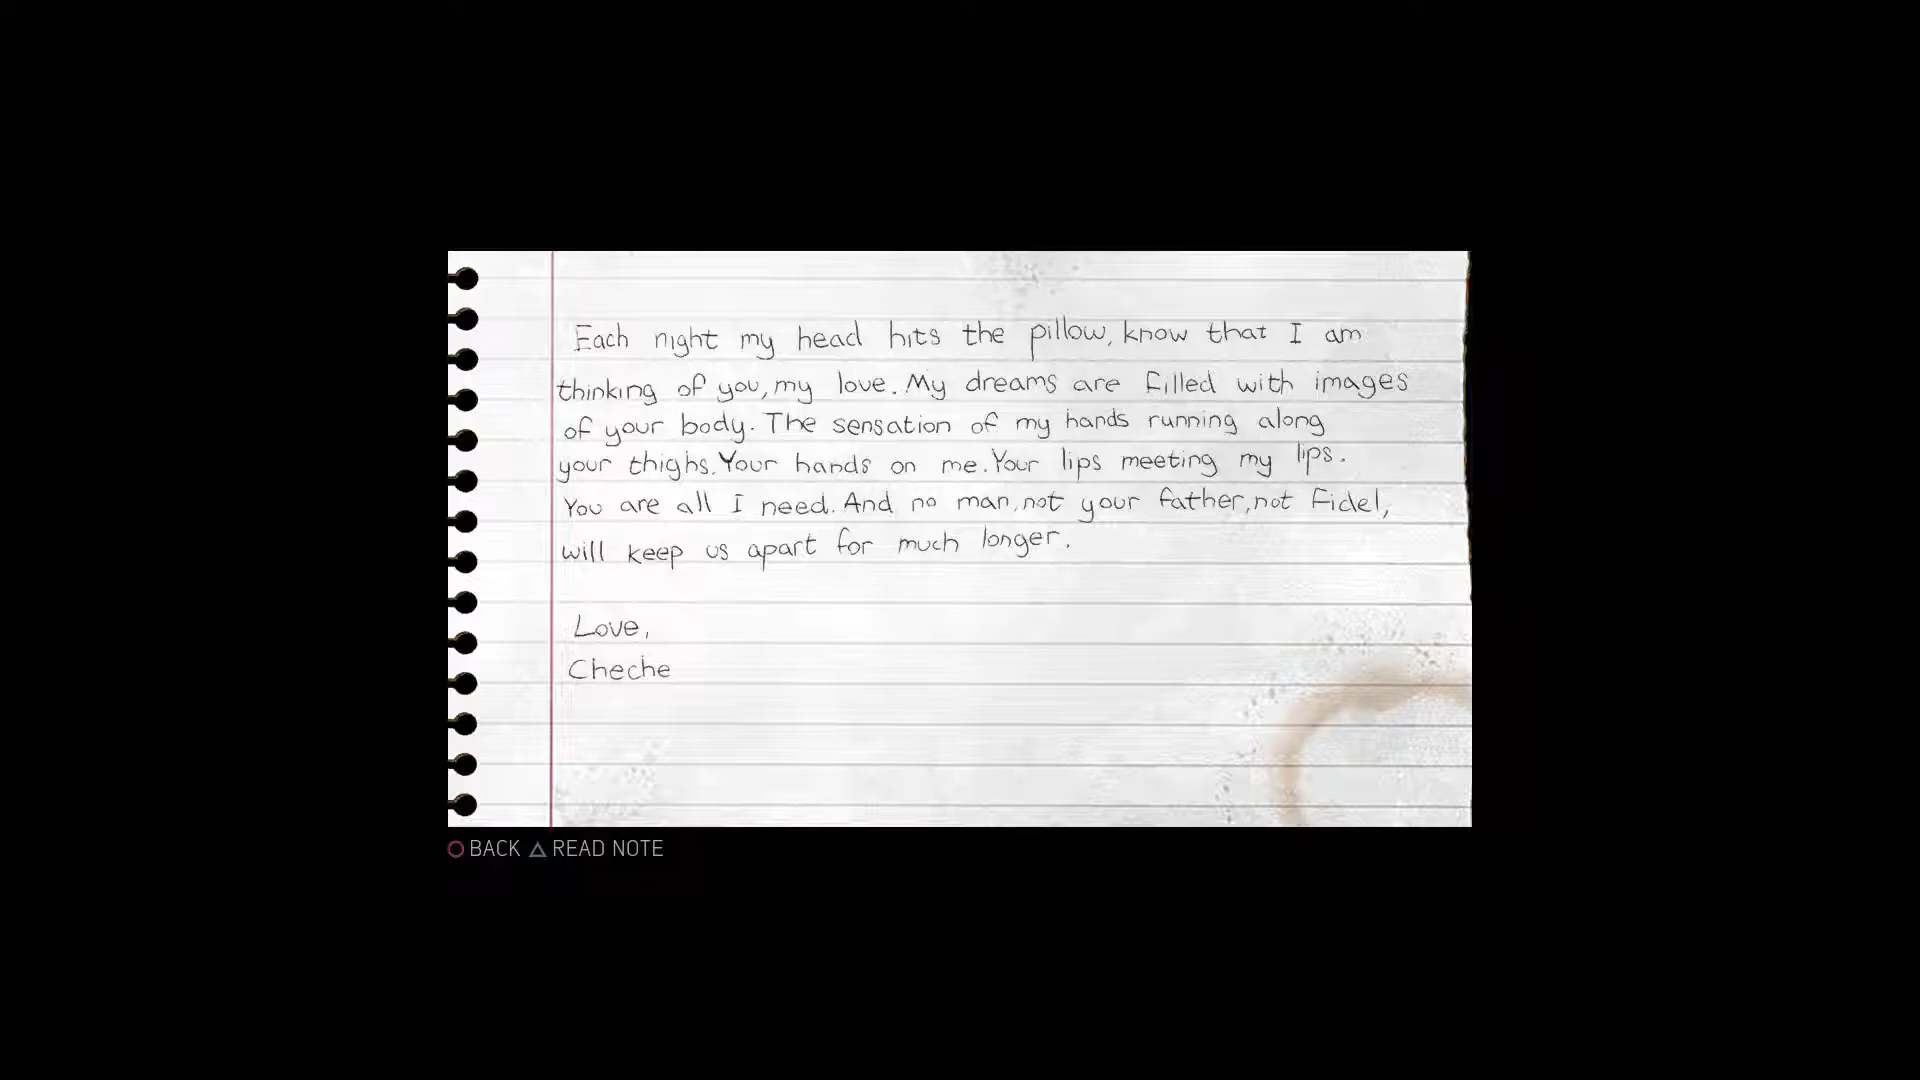 Each night my head hits the pillow, know that I am
thinking of you, my love. My dreams are filled with images
of your body. The sensation of my hands running along
your thighs. Your hands on me. Your lips meeting my lips.
You are all I need. And no man, not your father, not Fidel,
will keep us apart for much longer.
Love,
Cheche
BACK READ NOTE